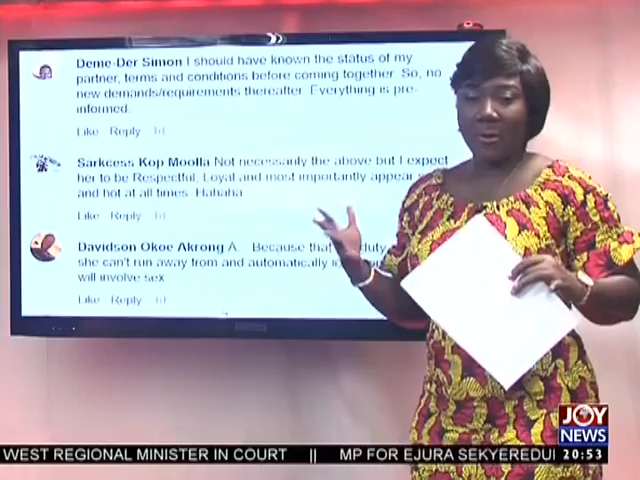 Deme-Der Simon I should have known the status of my
partner, terms and conditions before coming together. So, no
new demands/requirements thereafter. Everything is pre-
informed.
Like Reply 1d
Sarkcess Kop Moolla Not necessarily the above but I expect
her to be Respectful, Loyal and most importantly appear
and hot at all times. Hahaha
Like Reply 1d
Davidson Okoe Akrong A. Because that duty
she can't run away from and automatically
will involve sex
Like Reply 1d
JOY
NEWS
20:53
WEST REGIONAL MINISTER IN COURT || MP FOR EJURA SEKYEREDU